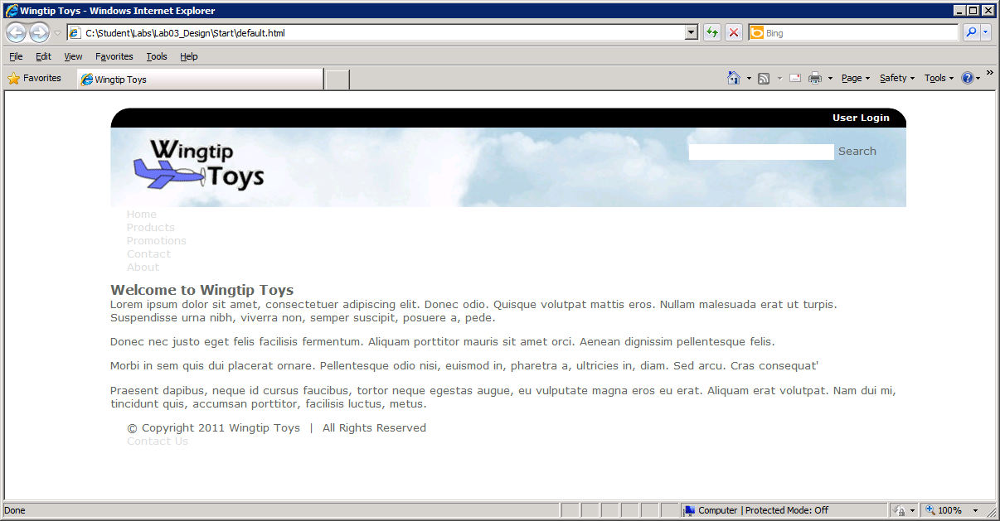 Wingtip Toys - Windows Internet Explorer
C:\Student\Labs\Lab03_Design\Start\default.html
Bing
File Edit View Favorites Tools Help
Favorites Wingtip Toys Page Safety Tools
User Login
Wingtip
Toys
Search
Home
Products
Promotions
Contact
About
Welcome to Wingtip Toys
Lorem ipsum dolor sit amet, consectetuer adipiscing elit. Donec odio. Quisque volutpat mattis eros. Nullam malesuada erat ut turpis.
Suspendisse urna nibh, viverra non, semper suscipit, posuere a, pede.
Donec nec justo eget felis facilisis fermentum. Aliquam porttitor mauris sit amet orci. Aenean dignissim pellentesque felis.
Morbi in sem quis dui placerat ornare. Pellentesque odio nisi, euismod in, pharetra a, ultricies in, diam. Sed arcu. Cras consequat'
Praesent dapibus, neque id cursus faucibus, tortor neque egestas augue, eu vulputate magna eros eu erat. Aliquam erat volutpat. Nam dui mi,
tincidunt quis, accumsan porttitor, facilisis luctus, metus.
© Copyright 2011 Wingtip Toys | All Rights Reserved
Contact Us
Done Computer | Protected Mode: Off 100%